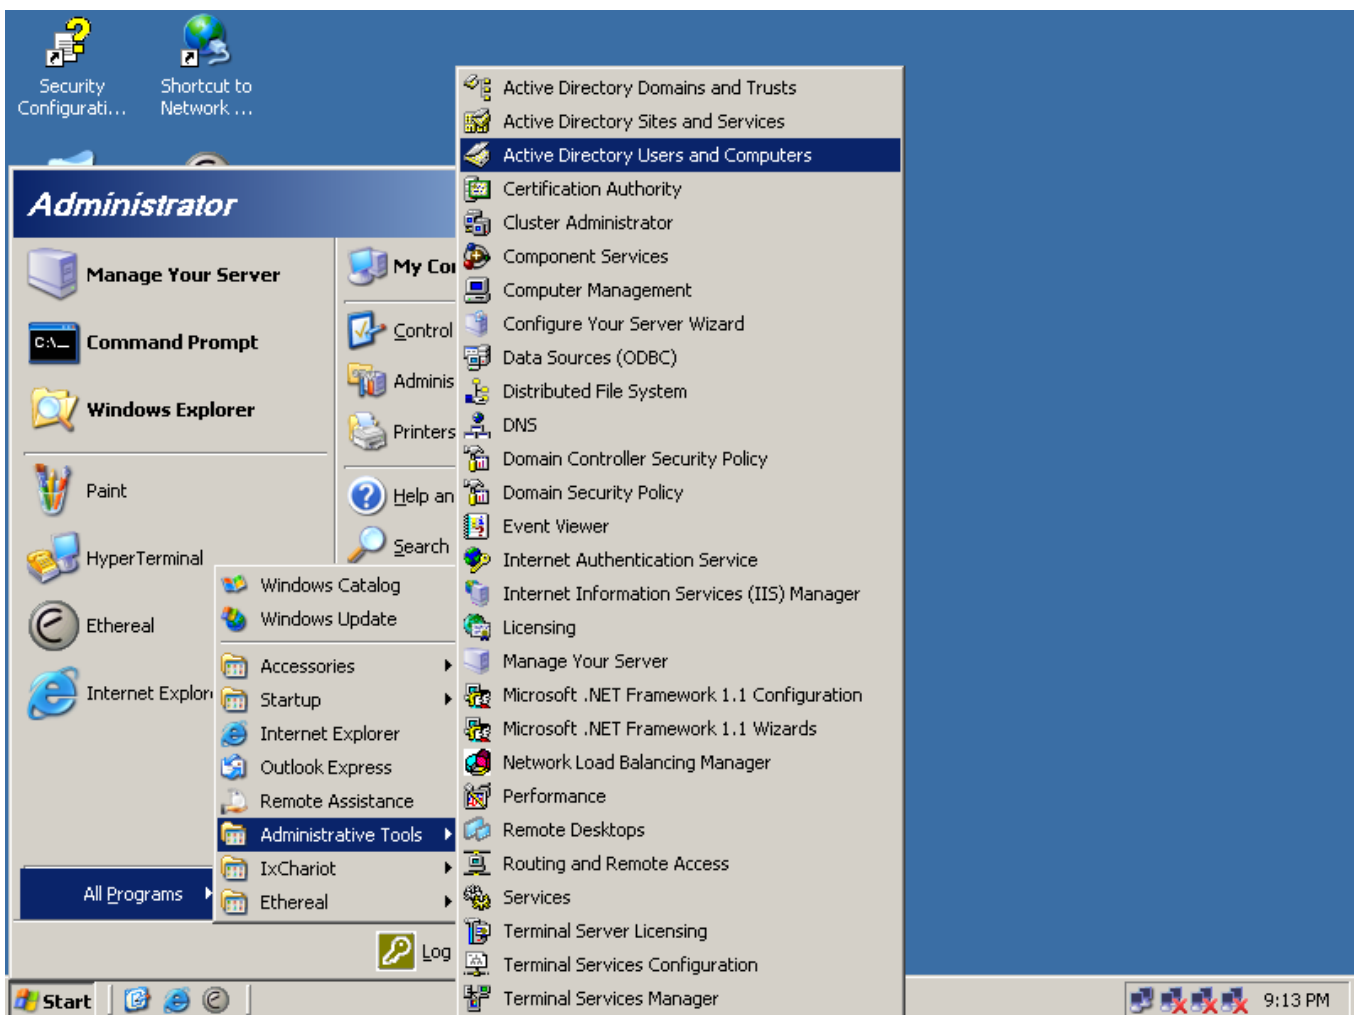 Security
Configurati...
Shortcut to
Network ...
Administrator
Manage Your Server
Command Prompt
C:\_
Windows Explorer
Paint
HyperTerminal
Ethereal
Internet Explor
All Programs
My Co
Control
Adminis
Printers
Help an
Search
Log
Windows Catalog
Windows Update
Accessories
Startup
Internet Explorer
Outlook Express
Remote Assistance
Administrative Tools
IxChariot
Ethereal
Active Directory Domains and Trusts
Active Directory Sites and Services
Active Directory Users and Computers
Certification Authority
Cluster Administrator
Component Services
Computer Management
Configure Your Server Wizard
Data Sources (ODBC)
Distributed File System
DNS
Domain Controller Security Policy
Domain Security Policy
Event Viewer
Internet Authentication Service
Internet Information Services (IIS) Manager
Licensing
Manage Your Server
Microsoft .NET Framework 1.1 Configuration
Microsoft .NET Framework 1.1 Wizards
Network Load Balancing Manager
Performance
Remote Desktops
Routing and Remote Access
Services
Terminal Server Licensing
Terminal Services Configuration
Terminal Services Manager
Start
9:13 PM